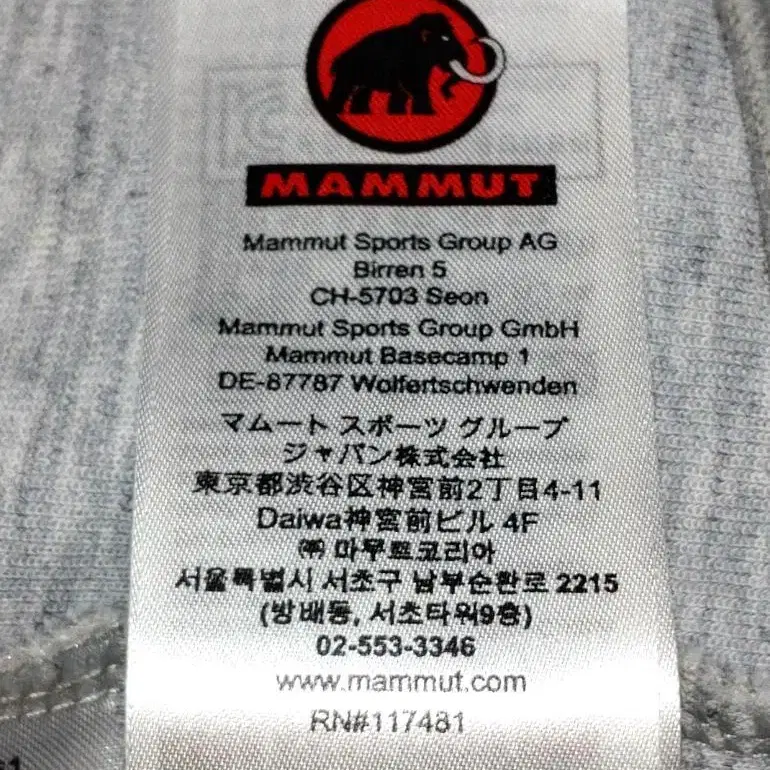 MAMMUT
Mammut Sports Group AG
Birren 5
CH-5703 Seon
Mammut Sports Group GmbH
Mammut Basecamp 1
DE-87787 Wolfertschwenden
マムート スポーツ グループ
ジャパン株式会社
東京都渋谷区神宮前2丁目4-11
Daiwa神宮前ビル 4F
㈜ 마무트코리아
서울특별시 서초구 남부순환로 2215
(방배동, 서초타워9층)
02-553-3346
www.mammut.com
RN#117481